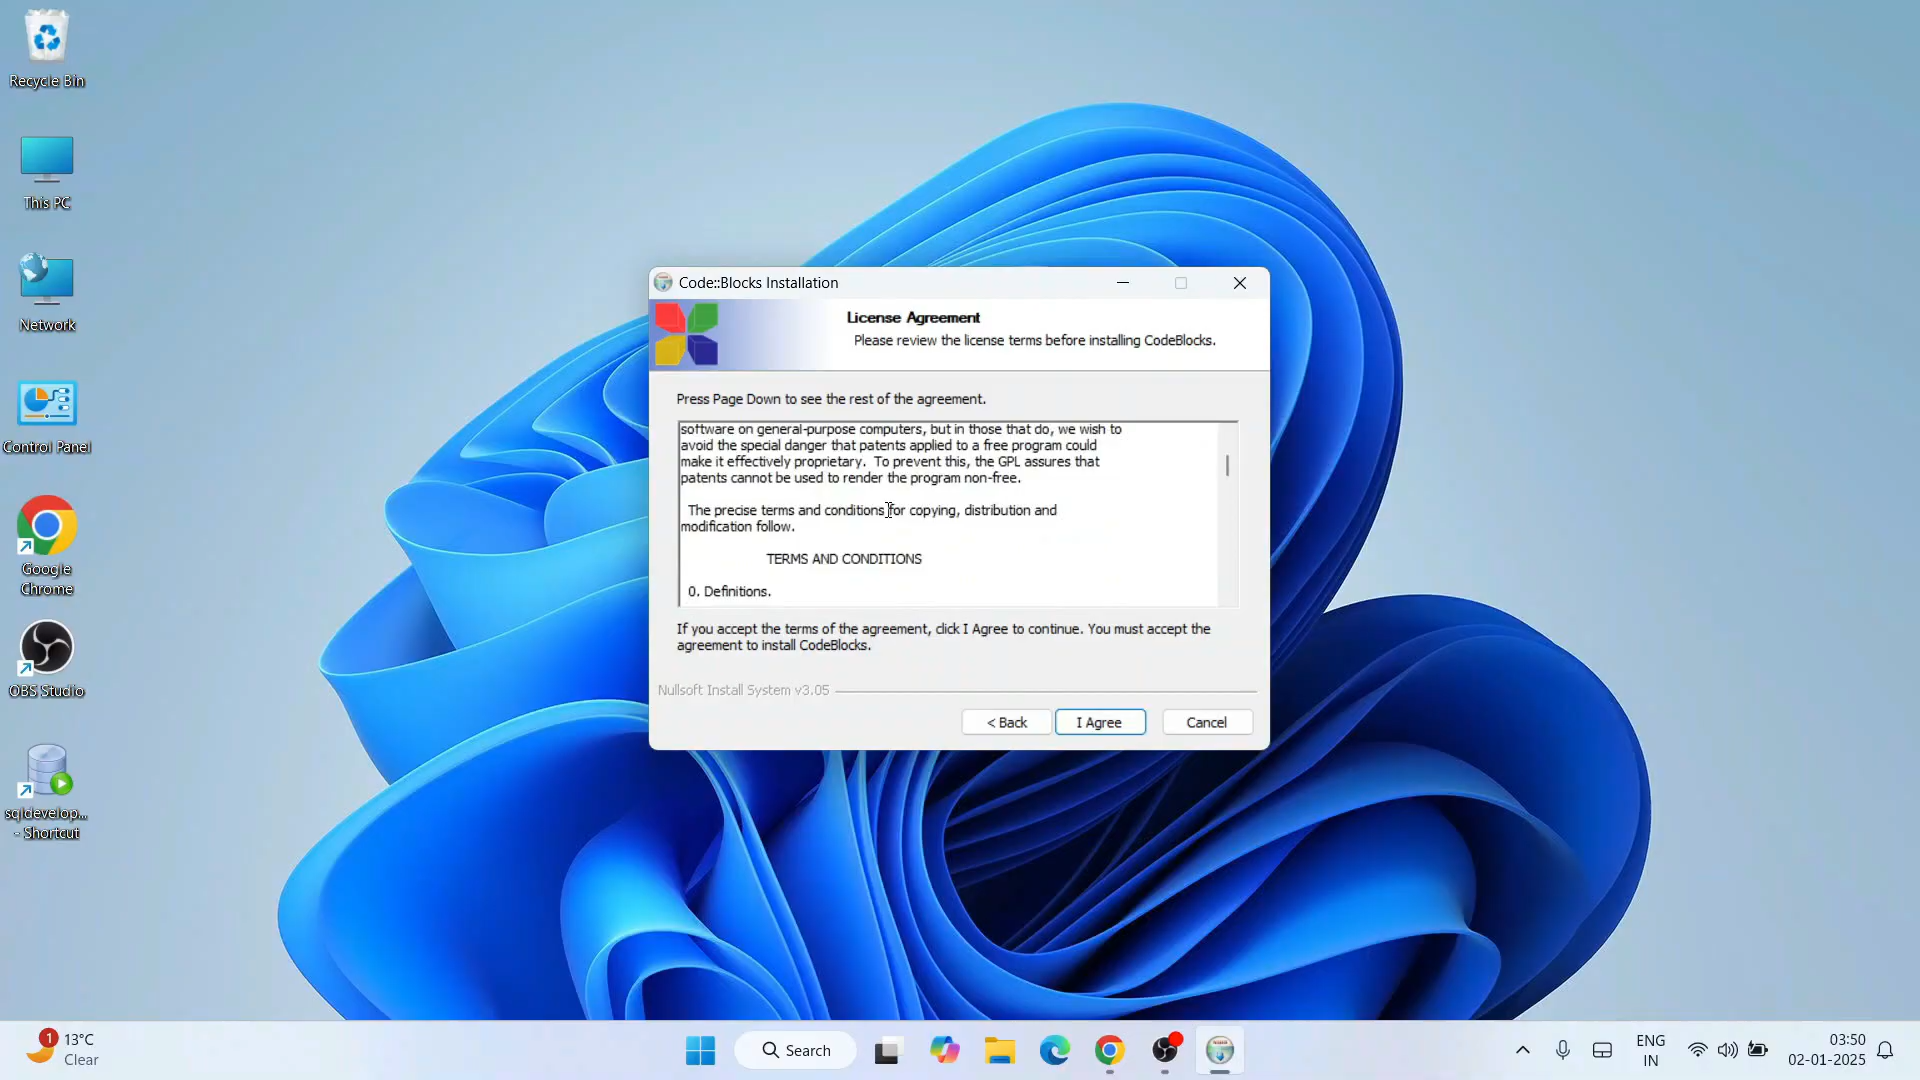 Recycle Bin
This PC
Network
Control Panel
Google
Chrome
OBS Studio
sqldevelop...
- Shortcut
Code::Blocks Installation
License Agreement
Please review the license terms before installing CodeBlocks.
Press Page Down to see the rest of the agreement.
software on general-purpose computers, but in those that do, we wish to
avoid the special danger that patents applied to a free program could
make it effectively proprietary.  To prevent this, the GPL assures that
patents cannot be used to render the program non-free.
The precise terms and conditions for copying, distribution and
modification follow.
TERMS AND CONDITIONS
0. Definitions.
If you accept the terms of the agreement, click I Agree to continue. You must accept the
agreement to install CodeBlocks.
Nullsoft Install System v3.05
< Back
I Agree
Cancel
1
13°C
Clear
Search
ENG
IN
03:50
02-01-2025